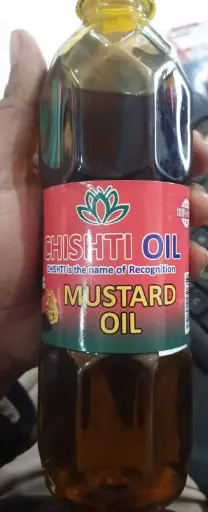 CHISHTI OIL
CHISHTI is the name of Recognition
MUSTARD
OIL